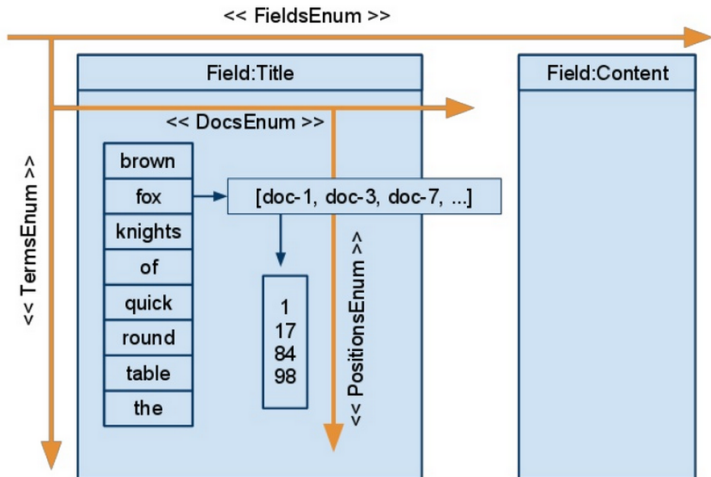 << FieldsEnum >>
Field:Title
Field:Content
<< DocsEnum >>
<< TermsEnum >>
brown
fox
[doc-1, doc-3, doc-7, ...]
knights
of
quick
round
table
the
1
17
84
98
<< PositionsEnum >>